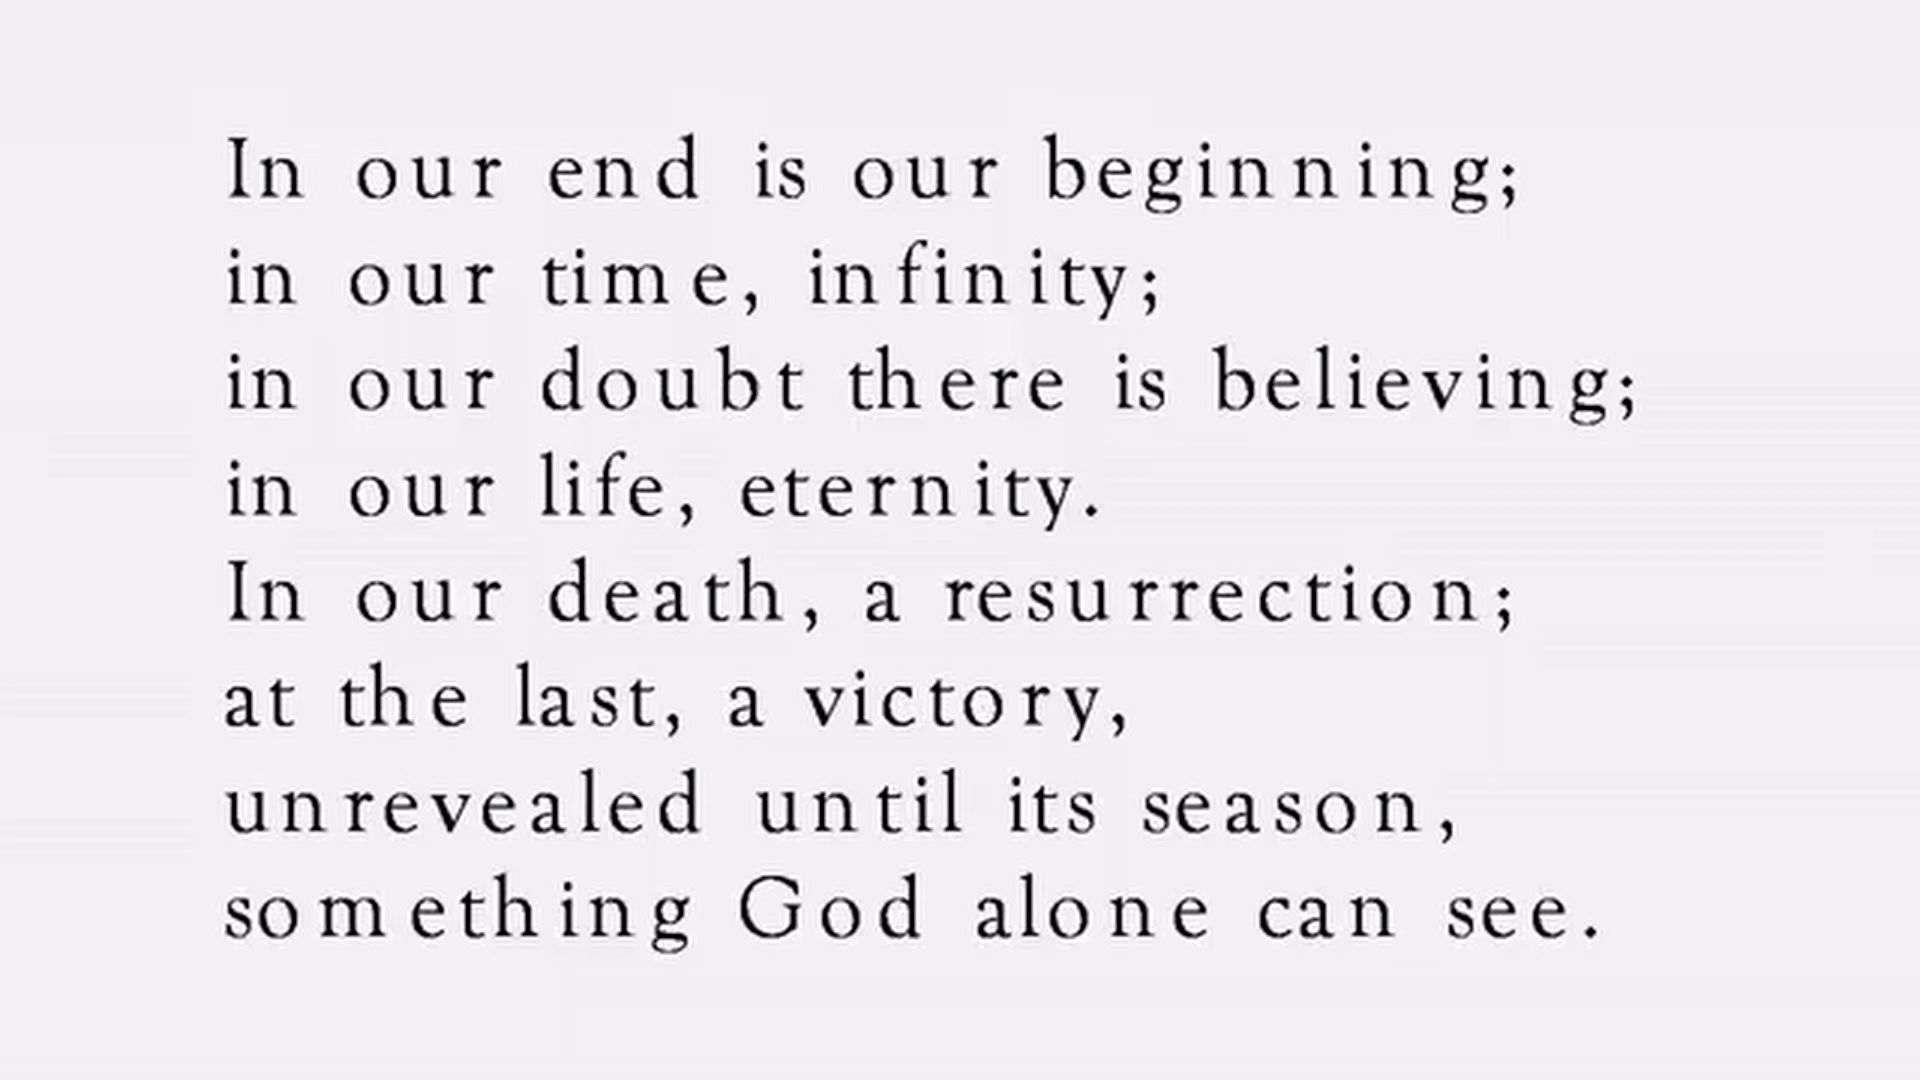 In our end is our beginning;
in our time, infinity;
in our doubt there is believing;
in our life, eternity.
In our death, a resurrection;
at the last, a victory,
unrevealed until its season,
something God alone can see.